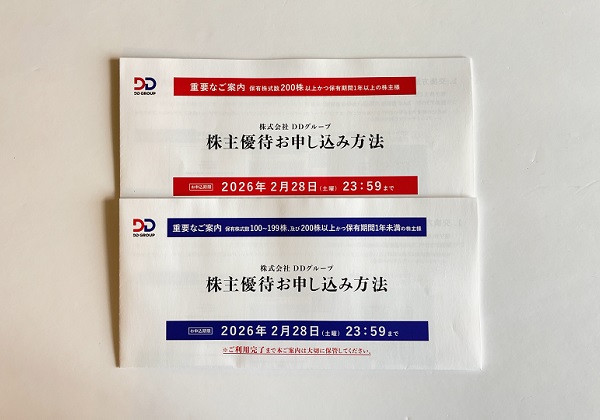 DD GROUP
重要なご案内 保有株式数200株以上かつ保有期間1年以上の株主様
株式会社 DDグループ
株主優待お申し込み方法
お申込期限 2026年2月28日(土曜) 23:59まで
DD GROUP
重要なご案内 保有株式数100~199株、及び200株以上かつ保有期間1年未満の株主様
株式会社 DDグループ
株主優待お申し込み方法
お申込期限 2026年2月28日(土曜) 23:59まで
※ご利用完了まで本ご案内は大切に保管してください。